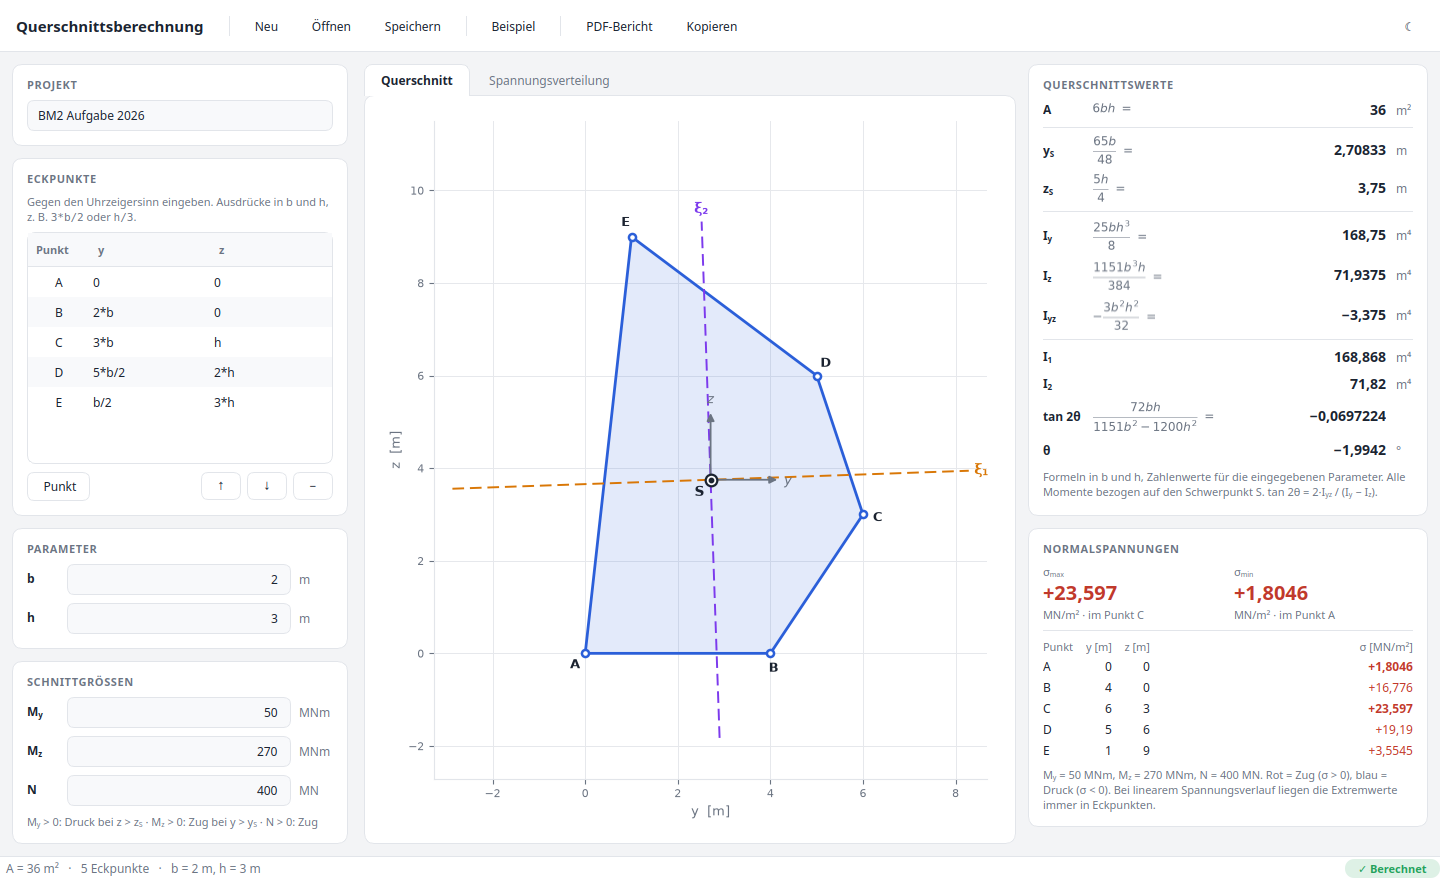 Querschnittsberechnung Neu Öffnen Speichern Beispiel PDF-Bericht Kopieren ☾
PROJEKT
BM2 Aufgabe 2026
ECKPUNKTE
Gegen den Uhrzeigersinn eingeben. Ausdrücke in b und h,
z. B. 3*b/2 oder h/3.
Punkt y z
A 0 0
B 2*b 0
C 3*b h
D 5*b/2 2*h
E b/2 3*h
Punkt ↑ ↓ −
PARAMETER
b 2 m
h 3 m
SCHNITTGRÖSSEN
My 50 MNm
Mz 270 MNm
N 400 MN
My > 0: Druck bei z > zS · Mz > 0: Zug bei y > yS · N > 0: Zug
Querschnitt Spannungsverteilung
10
8
6
4
2
0
−2
z [m]
−2 0 2 4 6 8
y [m]
E
ξ₂
D
z
ξ₁
S
y
C
A
B
QUERSCHNITTSWERTE
A 6bh = 36 m²
yS 65b/48 = 2,70833 m
zS 5h/4 = 3,75 m
Iy 25bh³/8 = 168,75 m⁴
Iz 1151b³h/384 = 71,9375 m⁴
Iyz −3b²h²/32 = −3,375 m⁴
I₁ 168,868 m⁴
I₂ 71,82 m⁴
tan 2θ 72bh/(1151b² − 1200h²) = −0,0697224
θ −1,9942 °
Formeln in b und h, Zahlenwerte für die eingegebenen Parameter. Alle
Momente bezogen auf den Schwerpunkt S. tan 2θ = 2·Iyz / (Iy − Iz).
NORMALSPANNUNGEN
σmax σmin
+23,597 +1,8046
MN/m² · im Punkt C MN/m² · im Punkt A
Punkt y [m] z [m] σ [MN/m²]
A 0 0 +1,8046
B 4 0 +16,776
C 6 3 +23,597
D 5 6 +19,19
E 1 9 +3,5545
My = 50 MNm, Mz = 270 MNm, N = 400 MN. Rot = Zug (σ > 0), blau =
Druck (σ < 0). Bei linearem Spannungsverlauf liegen die Extremwerte
immer in Eckpunkten.
A = 36 m² · 5 Eckpunkte · b = 2 m, h = 3 m ✓ Berechnet